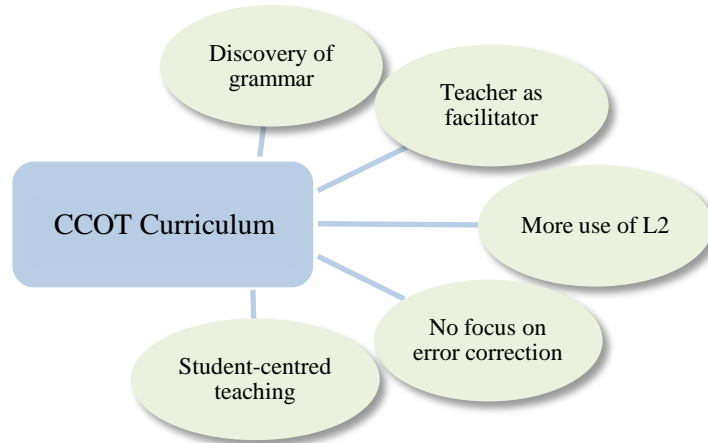 Discovery of
grammar
Teacher as
facilitator
CCOT Curriculum
More use of L2
No focus on
error correction
Student-centred
teaching